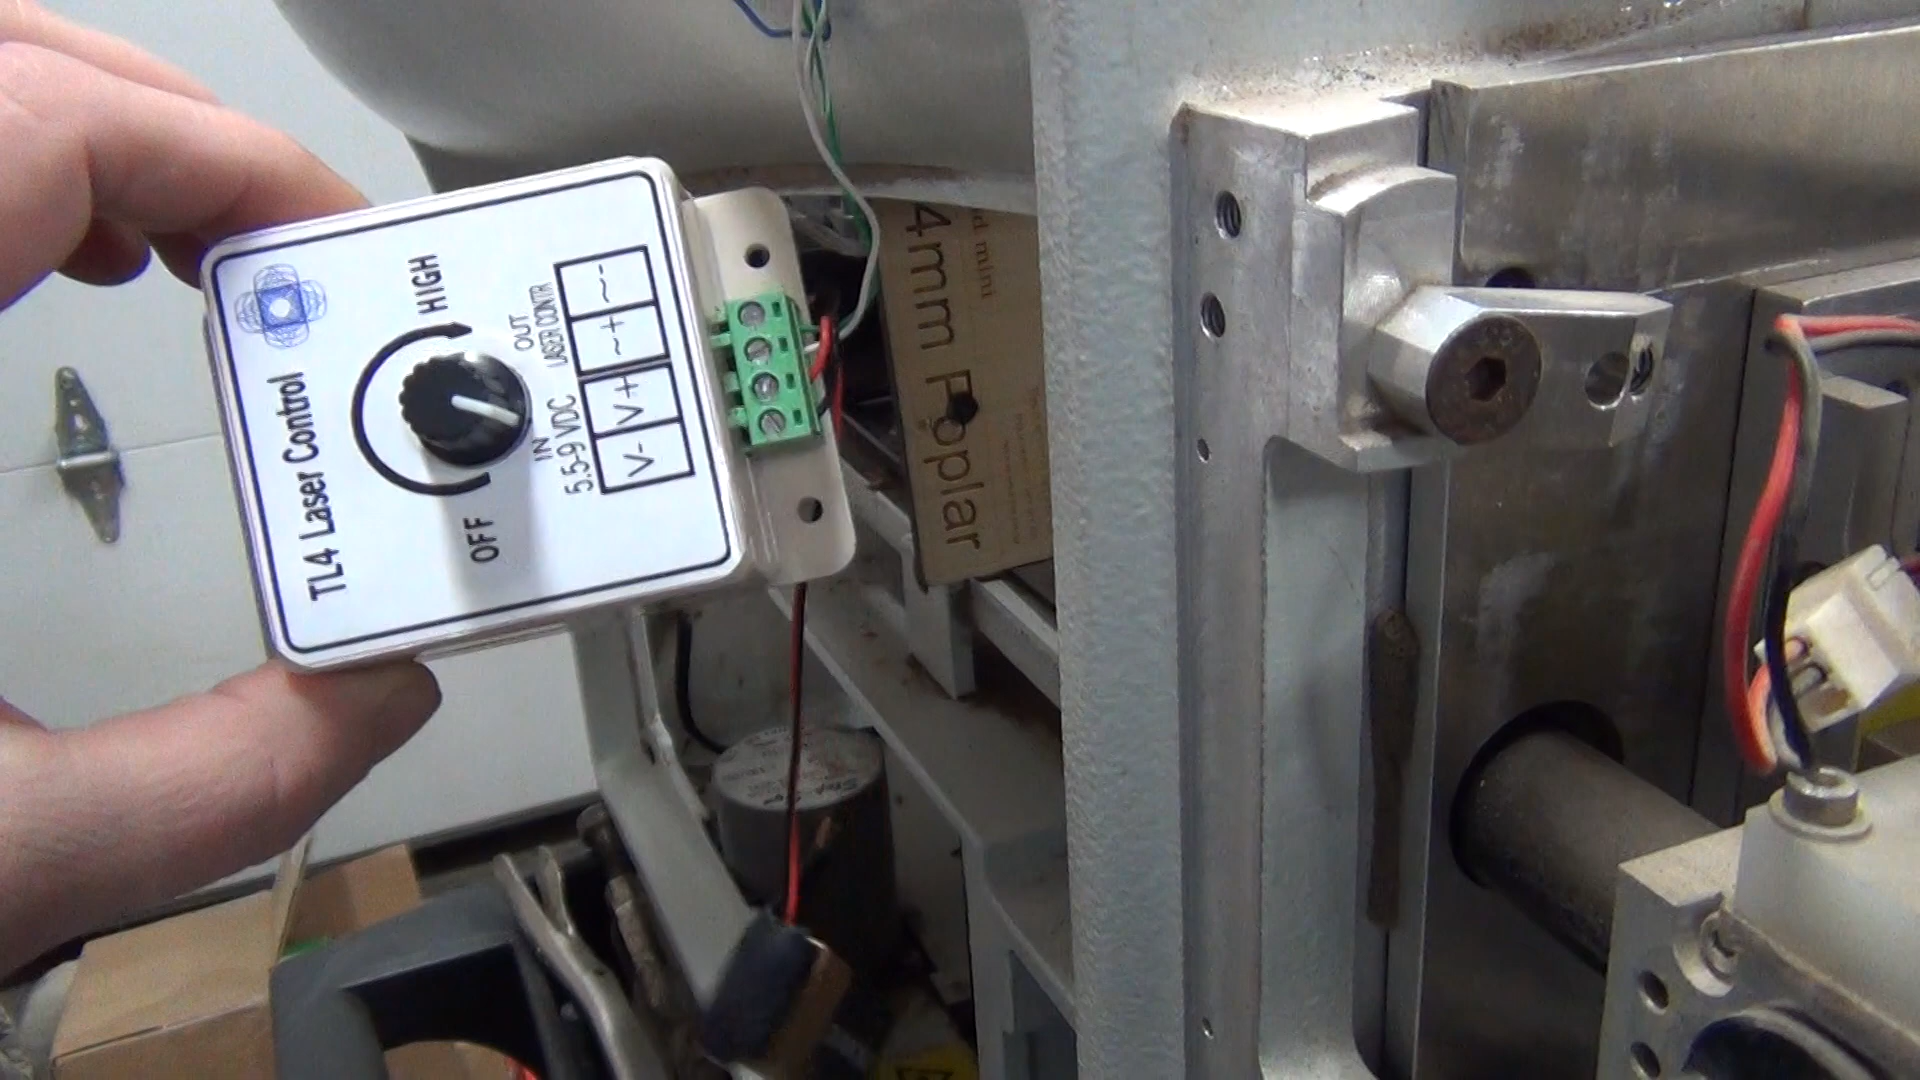 TL4 Laser Control
OFF
HIGH
IN
5.5-9 VDC
OUT
LASER CONTR
V-
V+
~+
~-
4mm Poplar